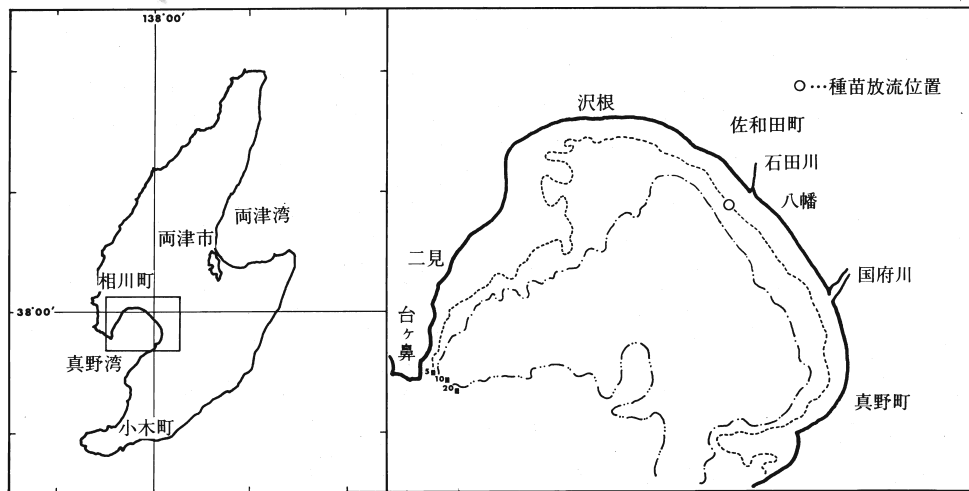 138°00'
両津湾
両津市
相川町
38°00'
真野湾
小木町
○…種苗放流位置
沢根
佐和田町
石田川
八幡
二見
国府川
台ヶ鼻
5m
10m
20m
真野町